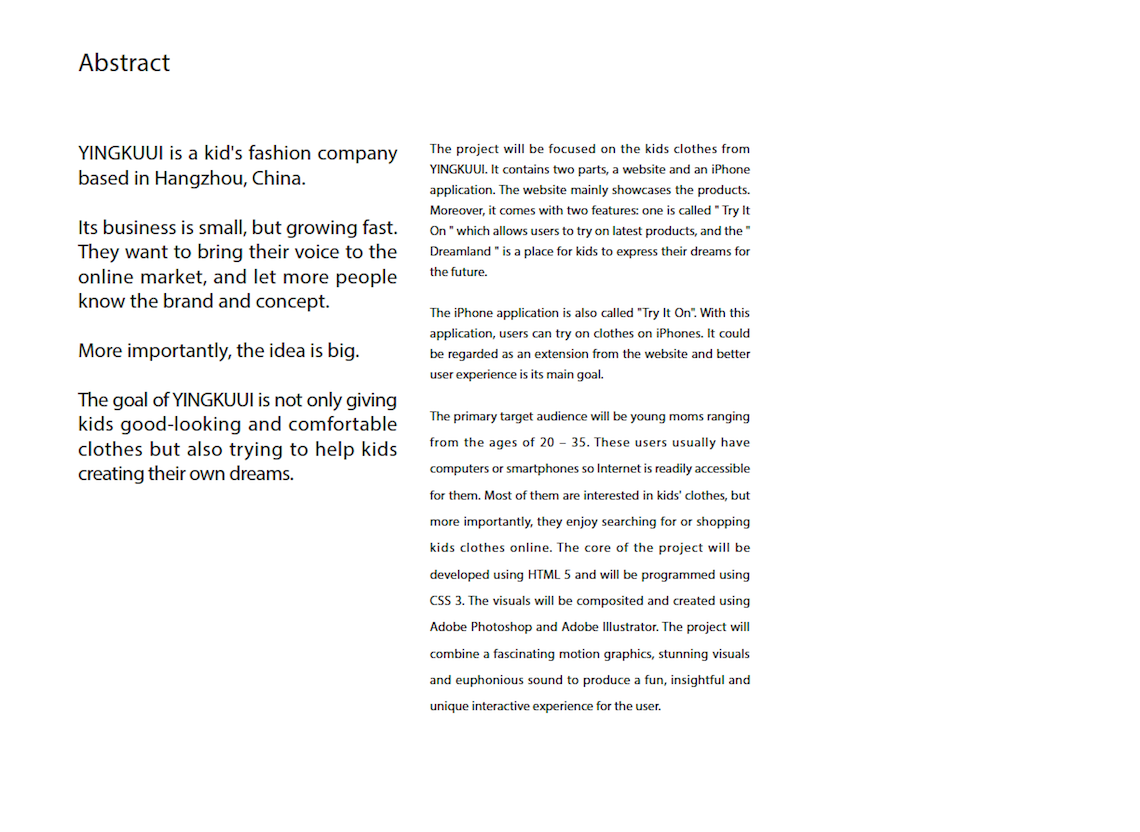 Abstract
YINGKUUI is a kid's fashion company
based in Hangzhou, China.
Its business is small, but growing fast.
They want to bring their voice to the
online market, and let more people
know the brand and concept.
More importantly, the idea is big.
The goal of YINGKUUI is not only giving
kids good-looking and comfortable
clothes but also trying to help kids
creating their own dreams.
The project will be focused on the kids clothes from
YINGKUUI. It contains two parts, a website and an iPhone
application. The website mainly showcases the products.
Moreover, it comes with two features: one is called " Try It
On " which allows users to try on latest products, and the "
Dreamland " is a place for kids to express their dreams for
the future.
The iPhone application is also called "Try It On". With this
application, users can try on clothes on iPhones. It could
be regarded as an extension from the website and better
user experience is its main goal.
The primary target audience will be young moms ranging
from the ages of 20 – 35. These users usually have
computers or smartphones so Internet is readily accessible
for them. Most of them are interested in kids' clothes, but
more importantly, they enjoy searching for or shopping
kids clothes online. The core of the project will be
developed using HTML 5 and will be programmed using
CSS 3. The visuals will be composited and created using
Adobe Photoshop and Adobe Illustrator. The project will
combine a fascinating motion graphics, stunning visuals
and euphonious sound to produce a fun, insightful and
unique interactive experience for the user.